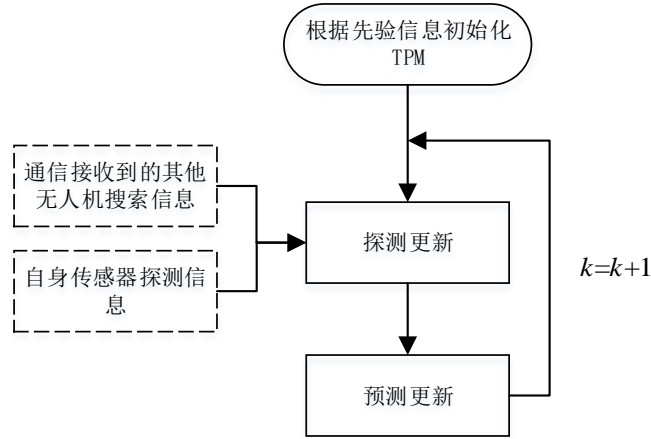 根据先验信息初始化
TPM
通信接收到的其他
无人机搜索信息
探测更新
自身传感器探测信
息
k=k+1
预测更新